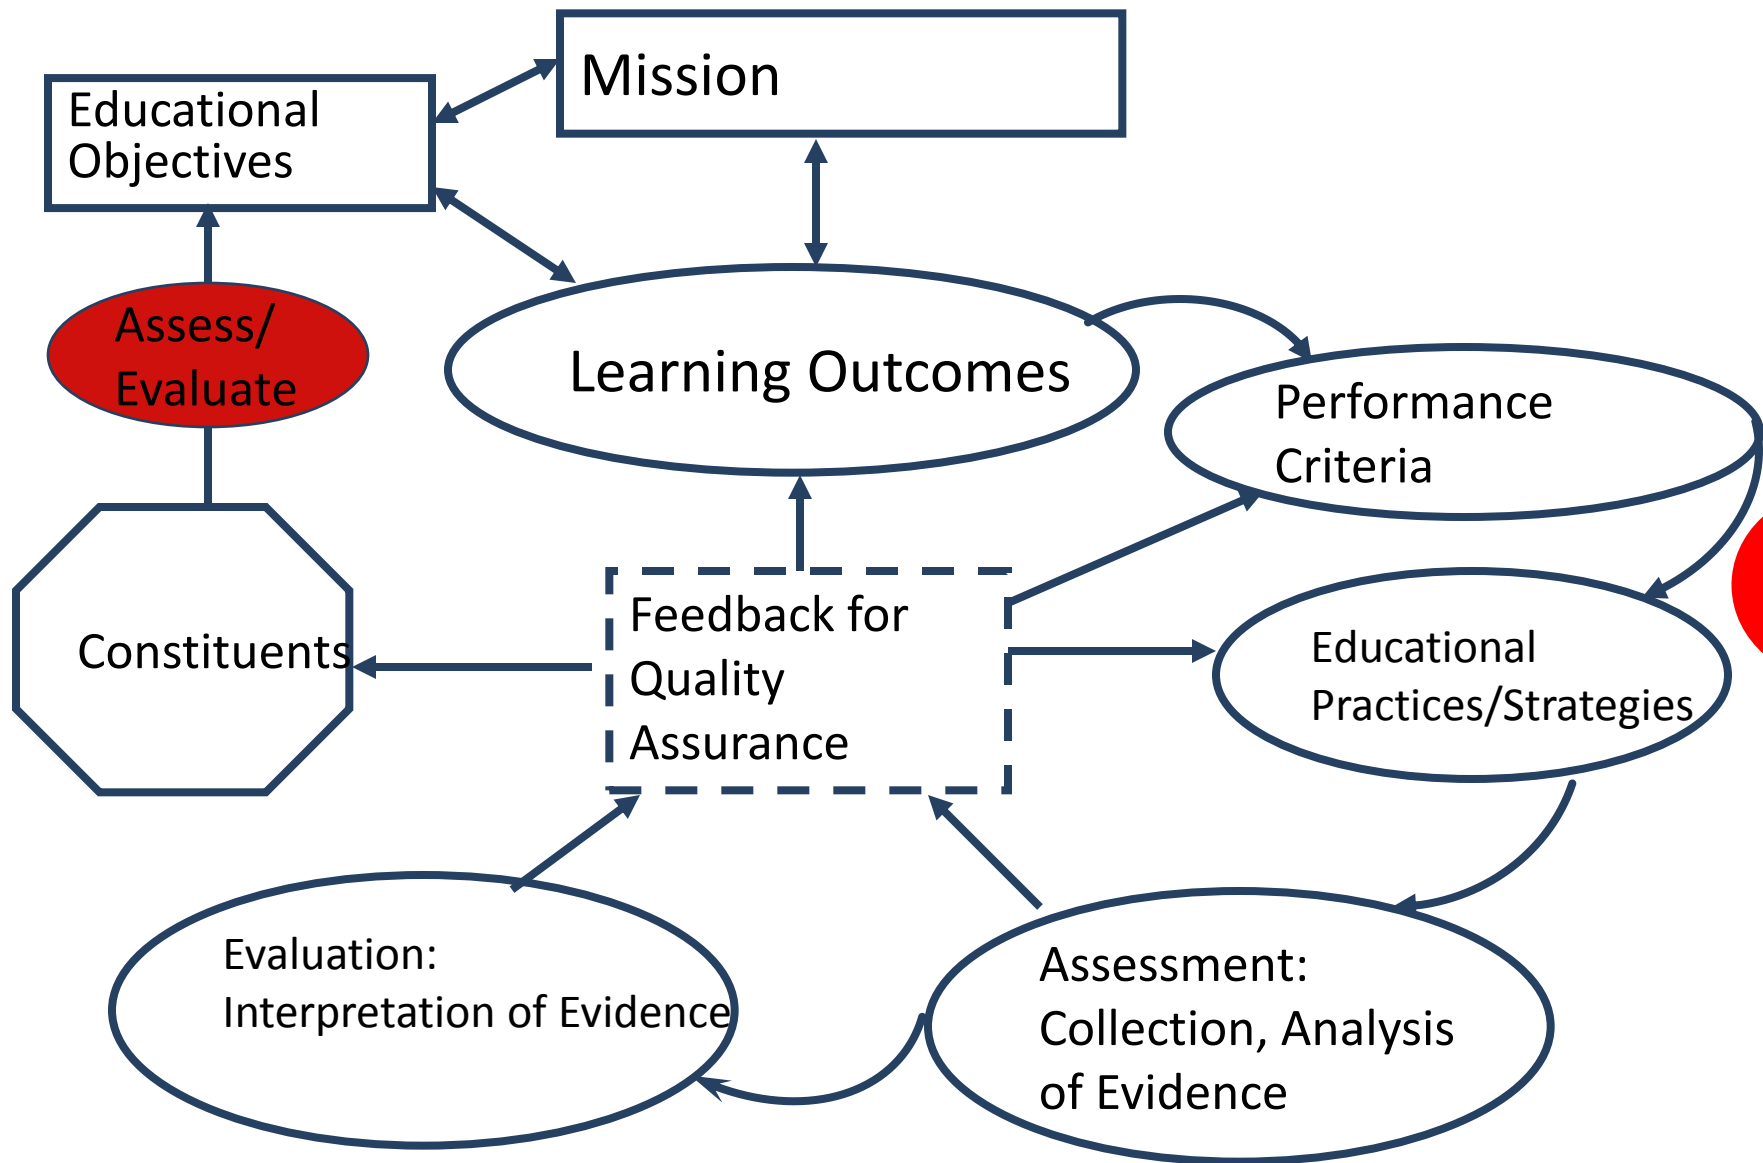 Mission
Educational
Objectives
Assess/
Evaluate
Learning Outcomes
Performance
Criteria
Constituents
Feedback for
Quality
Assurance
Educational
Practices/Strategies
Evaluation:
Interpretation of Evidence
Assessment:
Collection, Analysis
of Evidence